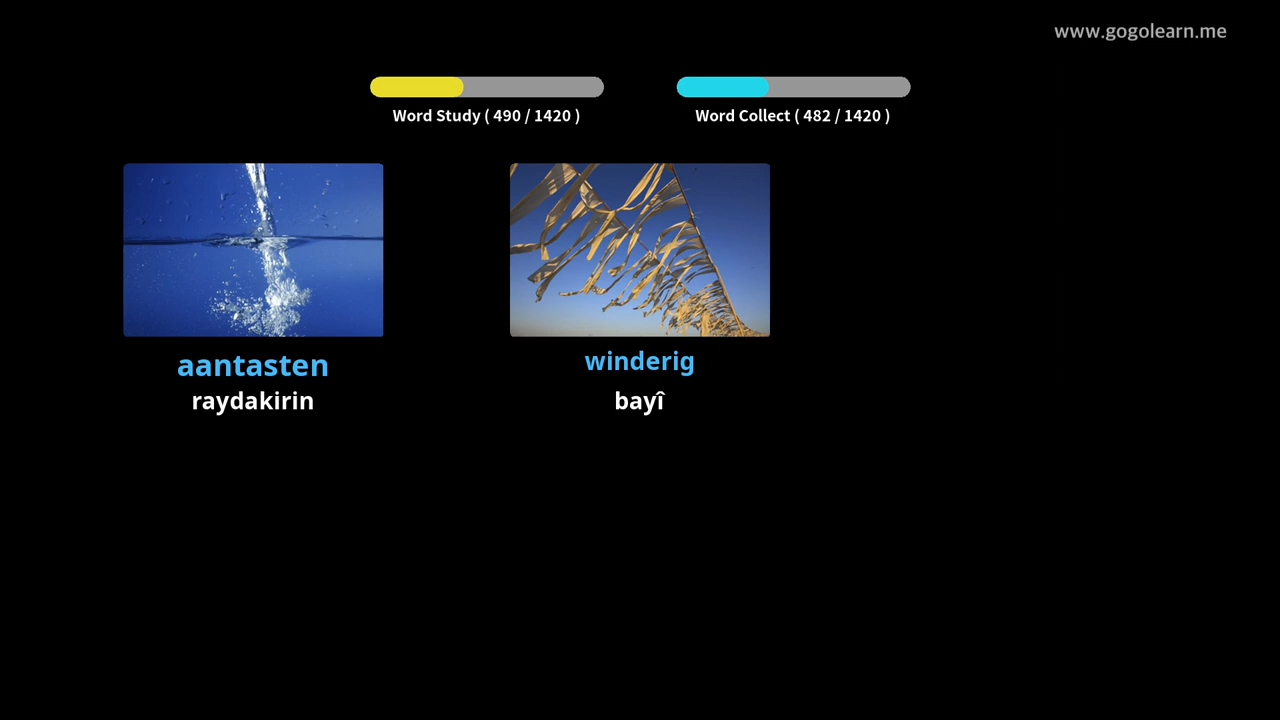 www.gogolearn.me
Word Study ( 490 / 1420 )
Word Collect ( 482 / 1420 )
aantasten
raydakirin
winderig
bayî